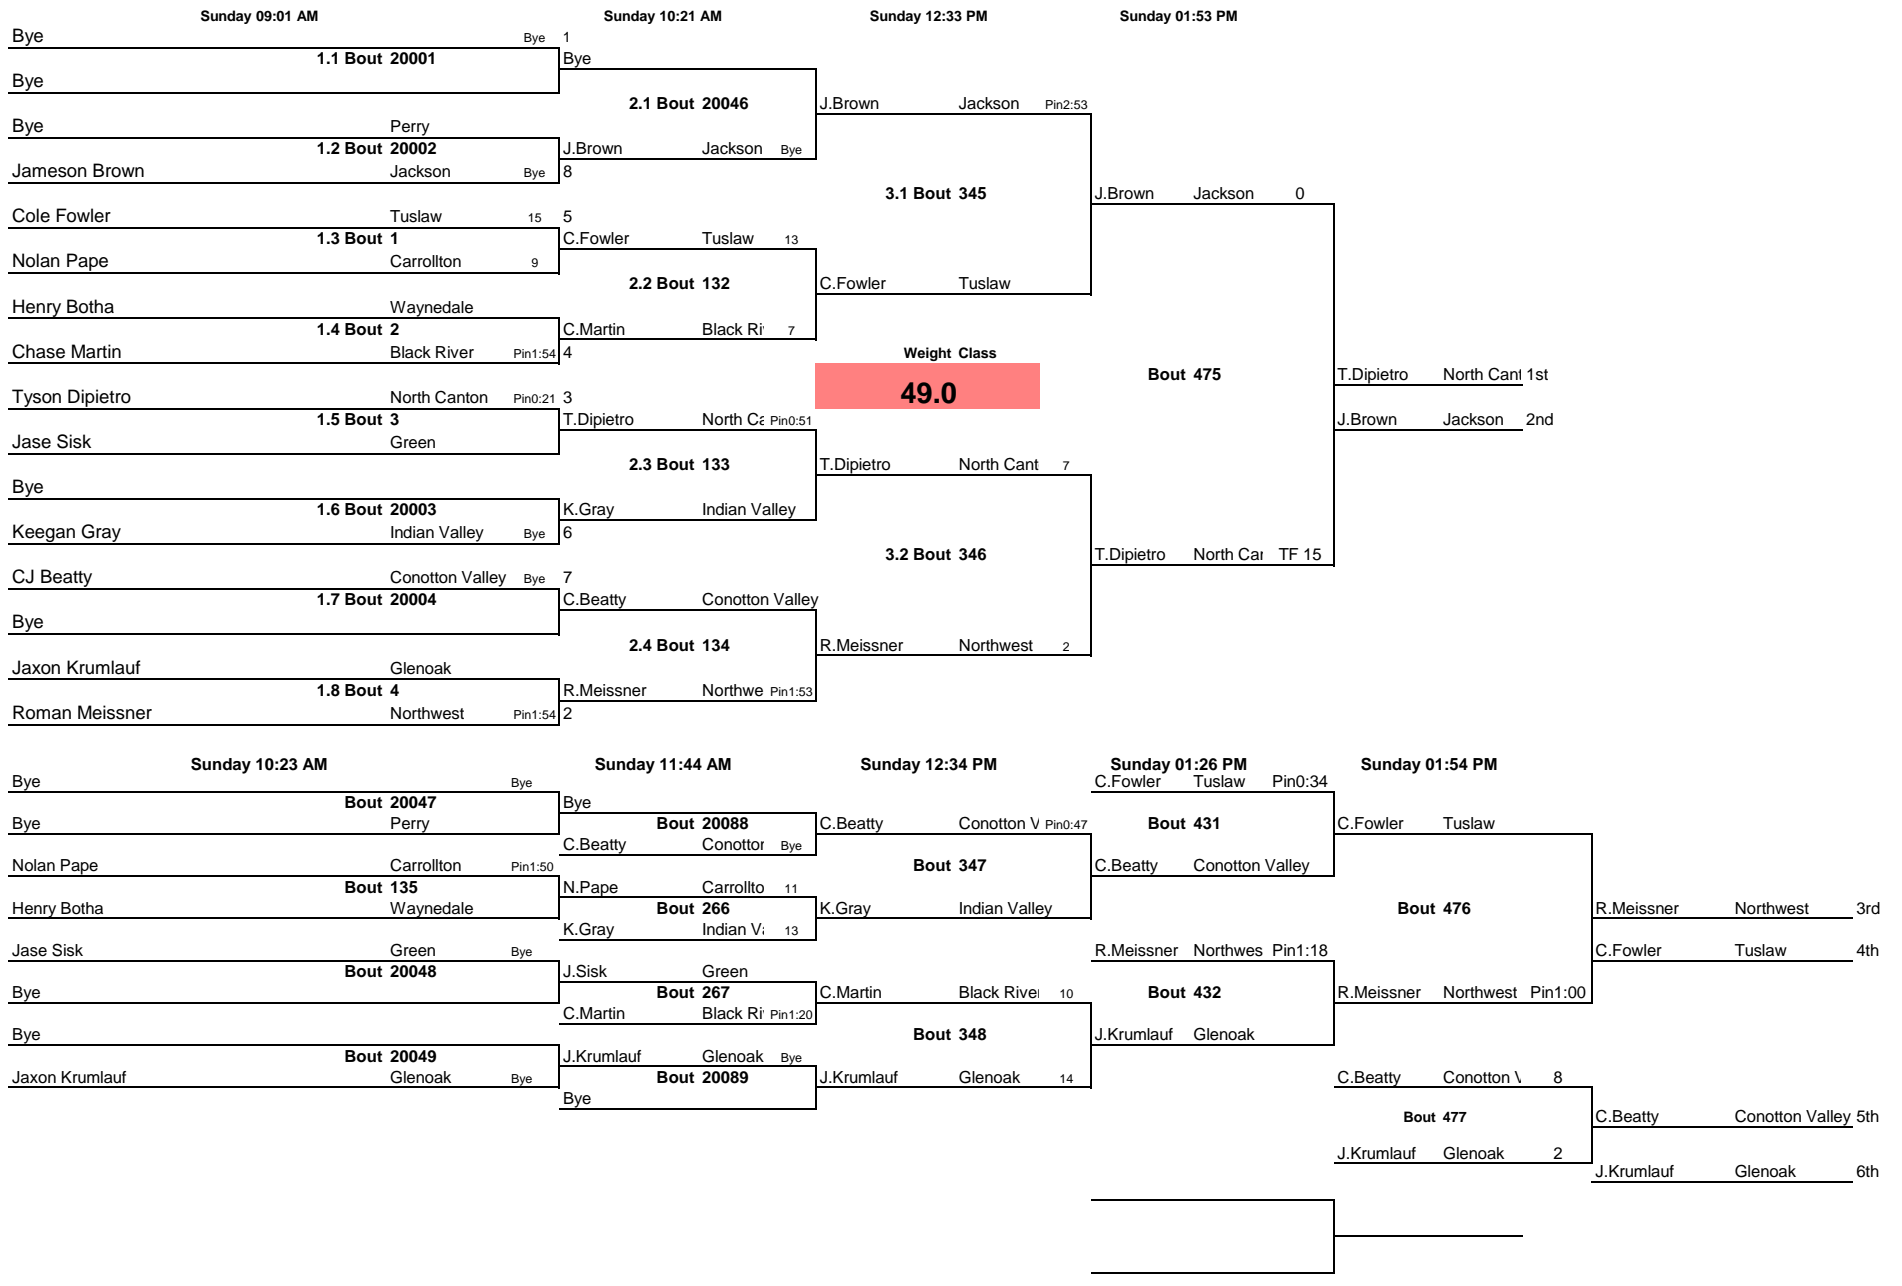 Sunday 09:01 AM Sunday 10:21 AM Sunday 12:33 PM Sunday 01:53 PM
Bye Bye 1
1.1 Bout 20001 Bye
Bye
2.1 Bout 20046 J.Brown Jackson Pin2:53
Bye Perry
1.2 Bout 20002 J.Brown Jackson Bye
Jameson Brown Jackson Bye 8
3.1 Bout 345 J.Brown Jackson 0
Cole Fowler Tuslaw 15 5
1.3 Bout 1 C.Fowler Tuslaw 13
Nolan Pape Carrollton 9
2.2 Bout 132 C.Fowler Tuslaw
Henry Botha Waynedale
1.4 Bout 2 C.Martin Black Ri 7
Chase Martin Black River Pin1:54 4 Weight Class
Bout 475 T.Dipietro North Cant 1st
Tyson Dipietro North Canton Pin0:21 3 49.0
1.5 Bout 3 T.Dipietro North Ca Pin0:51 J.Brown Jackson 2nd
Jase Sisk Green
2.3 Bout 133 T.Dipietro North Cant 7
Bye
1.6 Bout 20003 K.Gray Indian Valley
Keegan Gray Indian Valley Bye 6
3.2 Bout 346 T.Dipietro North Car TF 15
CJ Beatty Conotton Valley Bye 7
1.7 Bout 20004 C.Beatty Conotton Valley
Bye
2.4 Bout 134 R.Meissner Northwest 2
Jaxon Krumlauf Glenoak
1.8 Bout 4 R.Meissner Northwe Pin1:53
Roman Meissner Northwest Pin1:54 2
Sunday 10:23 AM Sunday 11:44 AM Sunday 12:34 PM Sunday 01:26 PM Sunday 01:54 PM
Bye Bye C.Fowler Tuslaw Pin0:34
Bout 20047 Bye
Bye Perry Bout 20088 C.Beatty Conotton V Pin0:47 Bout 431 C.Fowler Tuslaw
C.Beatty Conottor Bye
Nolan Pape Carrollton Pin1:50 Bout 347 C.Beatty Conotton Valley
Bout 135 N.Pape Carrollto 11
Henry Botha Waynedale Bout 266 K.Gray Indian Valley Bout 476 R.Meissner Northwest 3rd
K.Gray Indian Va 13
Jase Sisk Green Bye R.Meissner Northwes Pin1:18 C.Fowler Tuslaw 4th
Bout 20048 J.Sisk Green
Bye Bout 267 C.Martin Black River 10 Bout 432 R.Meissner Northwest Pin1:00
C.Martin Black Ri Pin1:20
Bye Bout 348 J.Krumlauf Glenoak
Bout 20049 J.Krumlauf Glenoak Bye
Jaxon Krumlauf Glenoak Bye Bout 20089 J.Krumlauf Glenoak 14 C.Beatty Conotton V 8
Bye
Bout 477 C.Beatty Conotton Valley 5th
J.Krumlauf Glenoak 2
J.Krumlauf Glenoak 6th